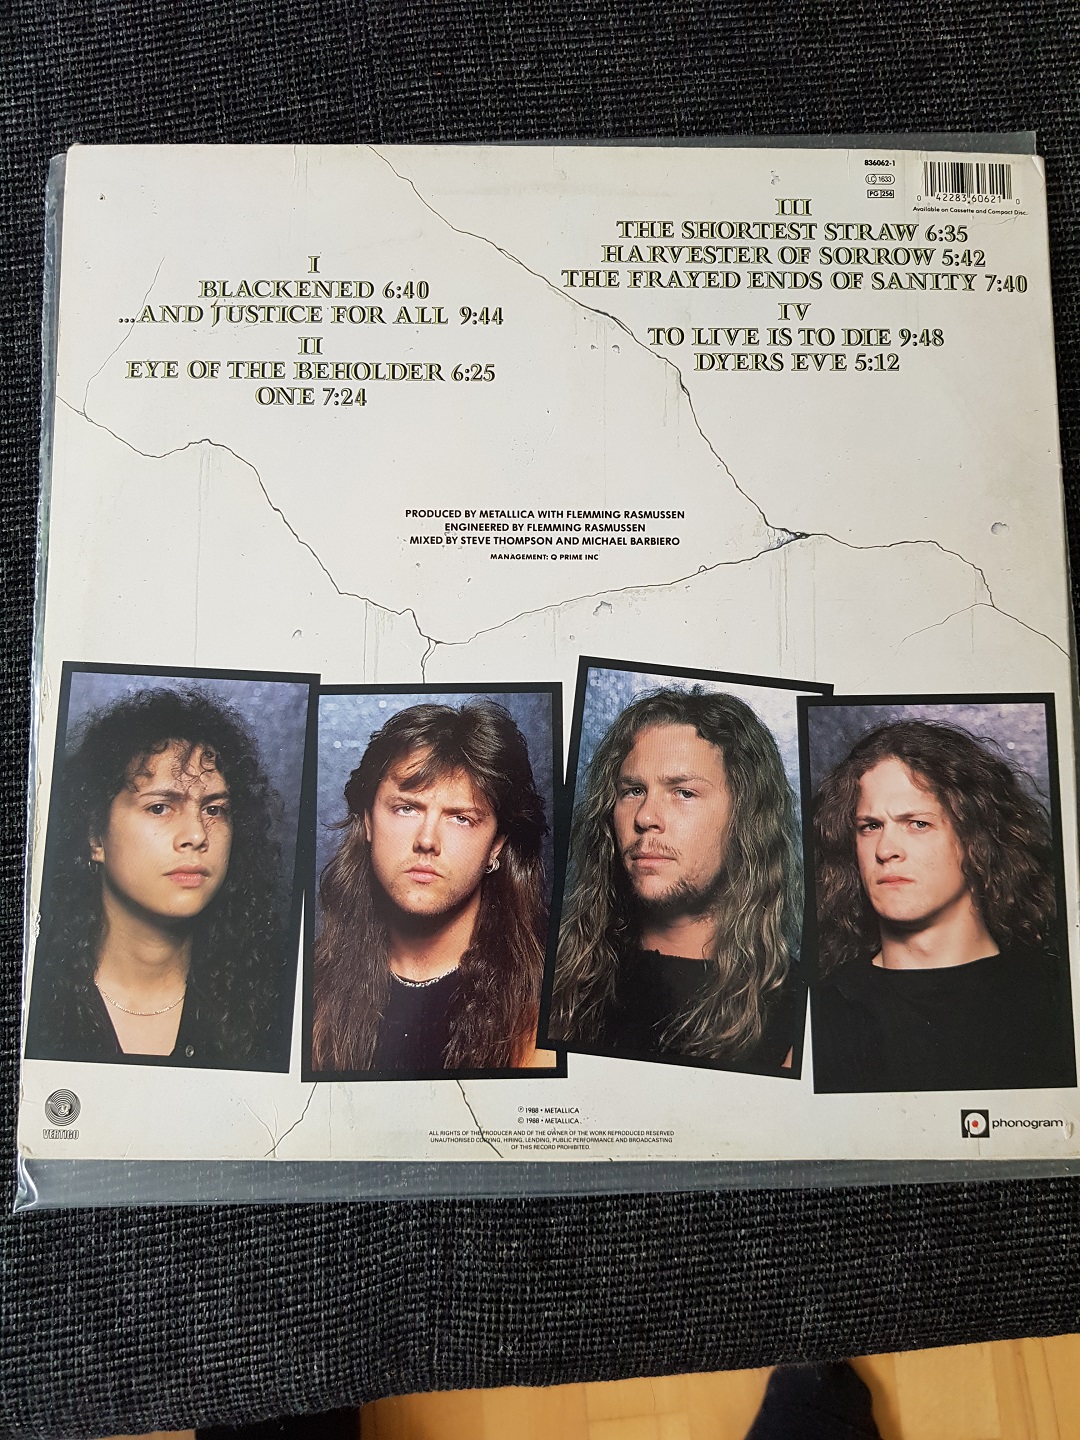 836062-1
LC 1633
PG 256
0 42283 60621 0
Available on Cassette and Compact Disc.
I
BLACKENED 6:40
...AND JUSTICE FOR ALL 9:44
II
EYE OF THE BEHOLDER 6:25
ONE 7:24
III
THE SHORTEST STRAW 6:35
HARVESTER OF SORROW 5:42
THE FRAYED ENDS OF SANITY 7:40
IV
TO LIVE IS TO DIE 9:48
DYERS EVE 5:12
PRODUCED BY METALLICA WITH FLEMMING RASMUSSEN
ENGINEERED BY FLEMMING RASMUSSEN
MIXED BY STEVE THOMPSON AND MICHAEL BARBIERO
MANAGEMENT: Q PRIME INC
VERTIGO
℗ 1988 • METALLICA
© 1988 • METALLICA.
ALL RIGHTS OF THE PRODUCER AND OF THE OWNER OF THE WORK REPRODUCED RESERVED
UNAUTHORISED COPYING, HIRING, LENDING, PUBLIC PERFORMANCE AND BROADCASTING
OF THIS RECORD PROHIBITED.
phonogram